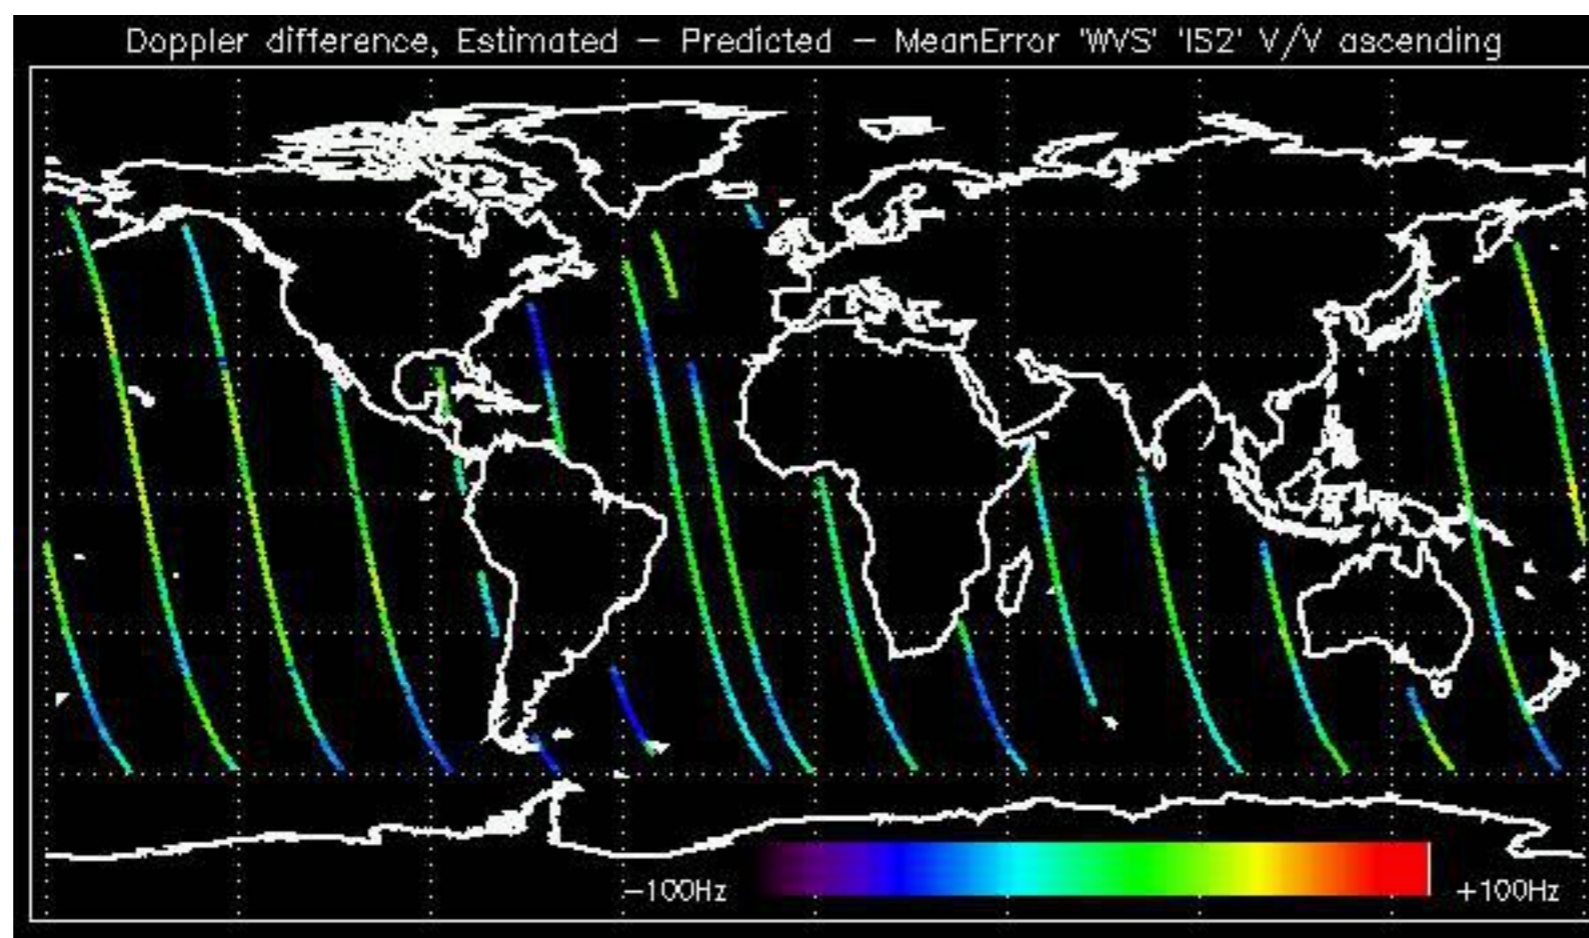 Doppler difference, Estimated – Predicted – MeanError 'WVS' 'IS2' V/V ascending
−100Hz +100Hz